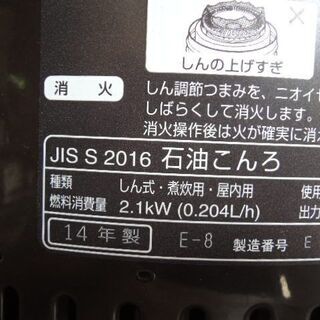 しんの上げすぎ
消火
しん調節つまみを、ニオイセ
しばらくして消火します。
消火操作後は火が確実に消
JIS S 2016 石油こんろ
種類 しん式・煮炊用・屋内用 使用
燃料消費量 2.1kW (0.204L/h) 出力
14年製 E-8 製造番号 E